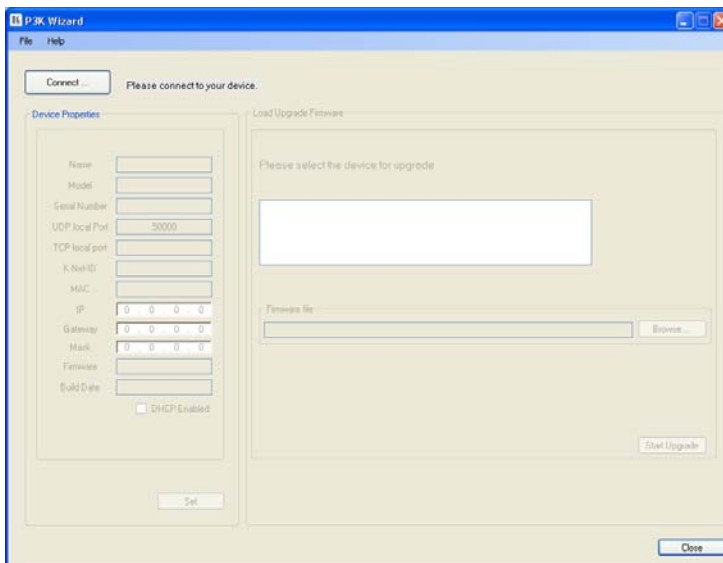 P3K Wizard
File Help
Connect ... Please connect to your device.
Device Properties
Name
Model
Serial Number
UDP local Port 50000
TCP local port
K-Net-ID
MAC
IP 0 . 0 . 0 . 0
Gateway 0 . 0 . 0 . 0
Mask 0 . 0 . 0 . 0
Firmware
Build Date
DHCP Enabled
Set
Load Upgrade Firmware
Please select the device for upgrade
Firmware file
Browse ...
Start Upgrade
Close